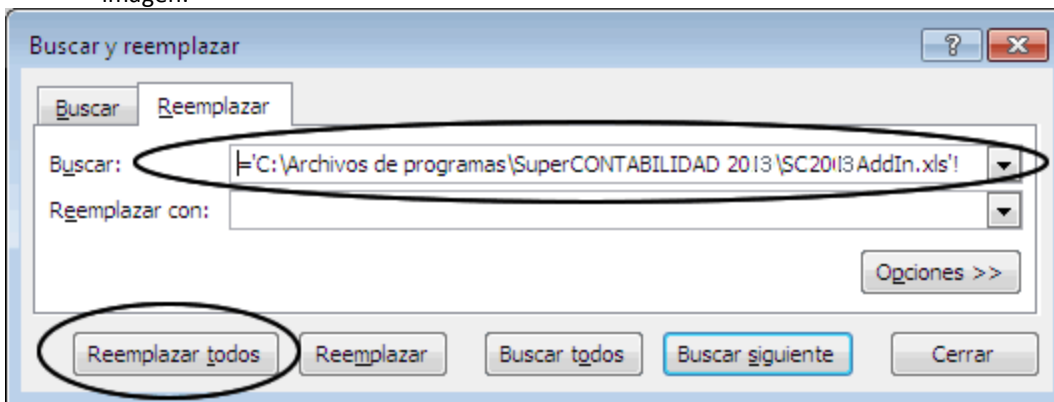 imagen:
Buscar y reemplazar
Buscar Reemplazar
Buscar: ='C:\Archivos de programas\SuperCONTABILIDAD 2013\SC2013AddIn.xls'!
Reemplazar con:
Opciones >>
Reemplazar todos Reemplazar Buscar todos Buscar siguiente Cerrar